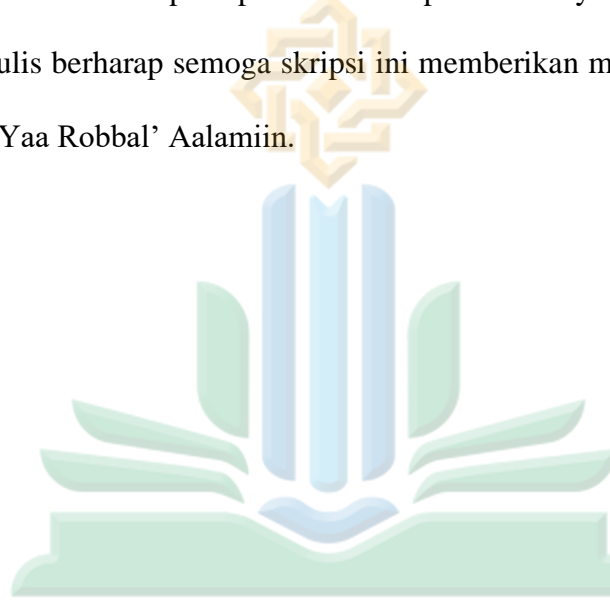 ulis berharap semoga skripsi ini memberikan m
Yaa Robbal’ Aalamiin.